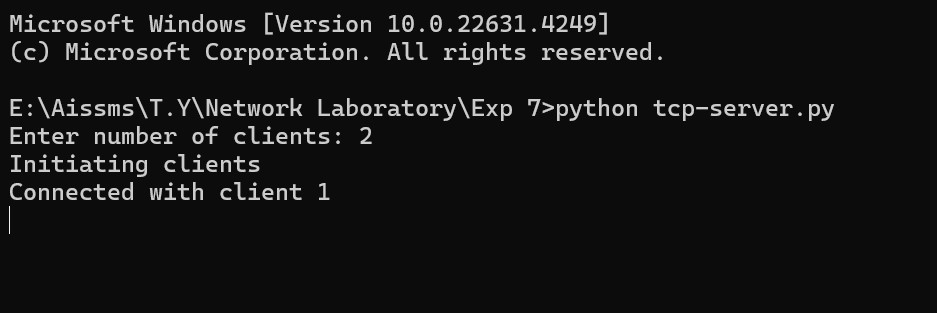 Microsoft Windows [Version 10.0.22631.4249]
(c) Microsoft Corporation. All rights reserved.
E:\Aissms\T.Y\Network Laboratory\Exp 7>python tcp-server.py
Enter number of clients: 2
Initiating clients
Connected with client 1